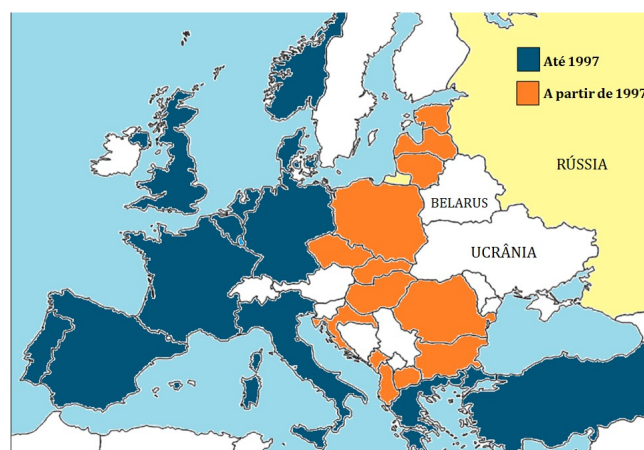 Até 1997
A partir de 1997
RÚSSIA
BELARUS
UCRÂNIA